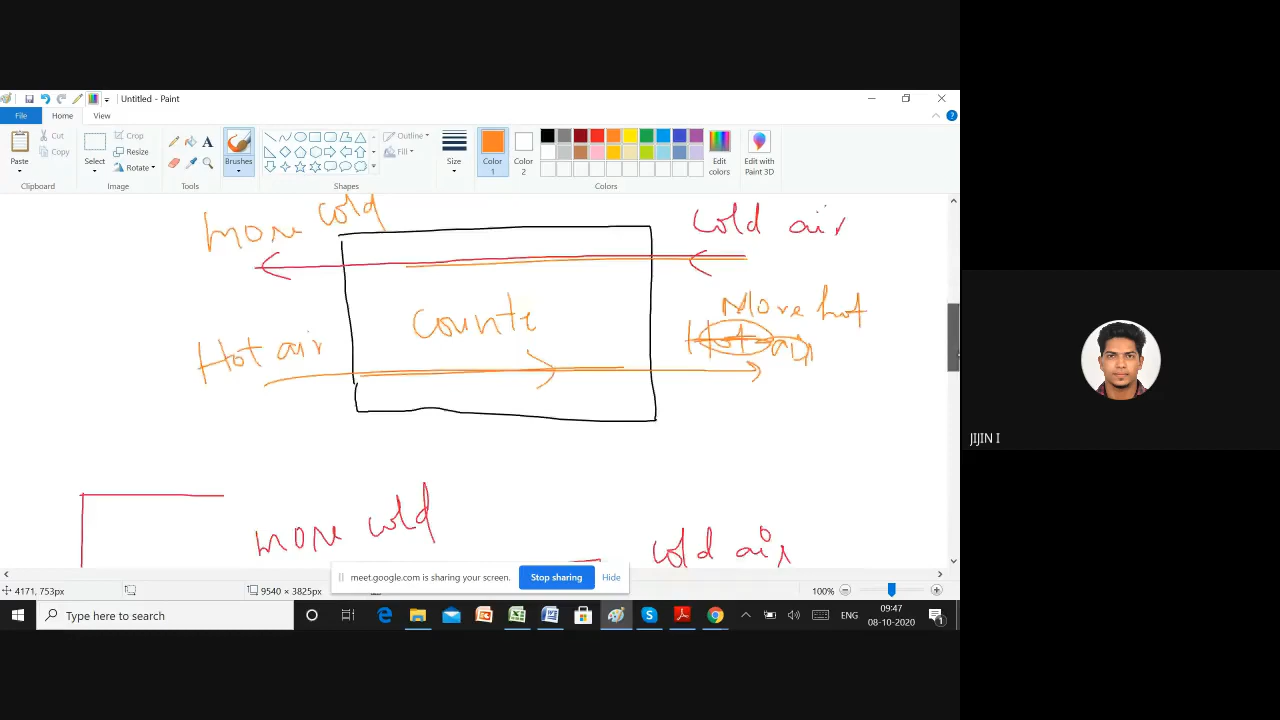 Untitled - Paint
File Home View
Paste
Cut
Copy
Clipboard
Select
Crop
Resize
Rotate
Image
Tools
Brushes
Shapes
Outline
Fill
Size
Color 1
Color 2
Edit colors
Edit with Paint 3D
Colors
more cold
cold air
counte
More hot
Hot air
Hot air
more cold
cold air
meet.google.com is sharing your screen. Stop sharing Hide
4171, 753px
9540 × 3825px
100%
Type here to search
ENG
09:47
08-10-2020
1
JIJIN I